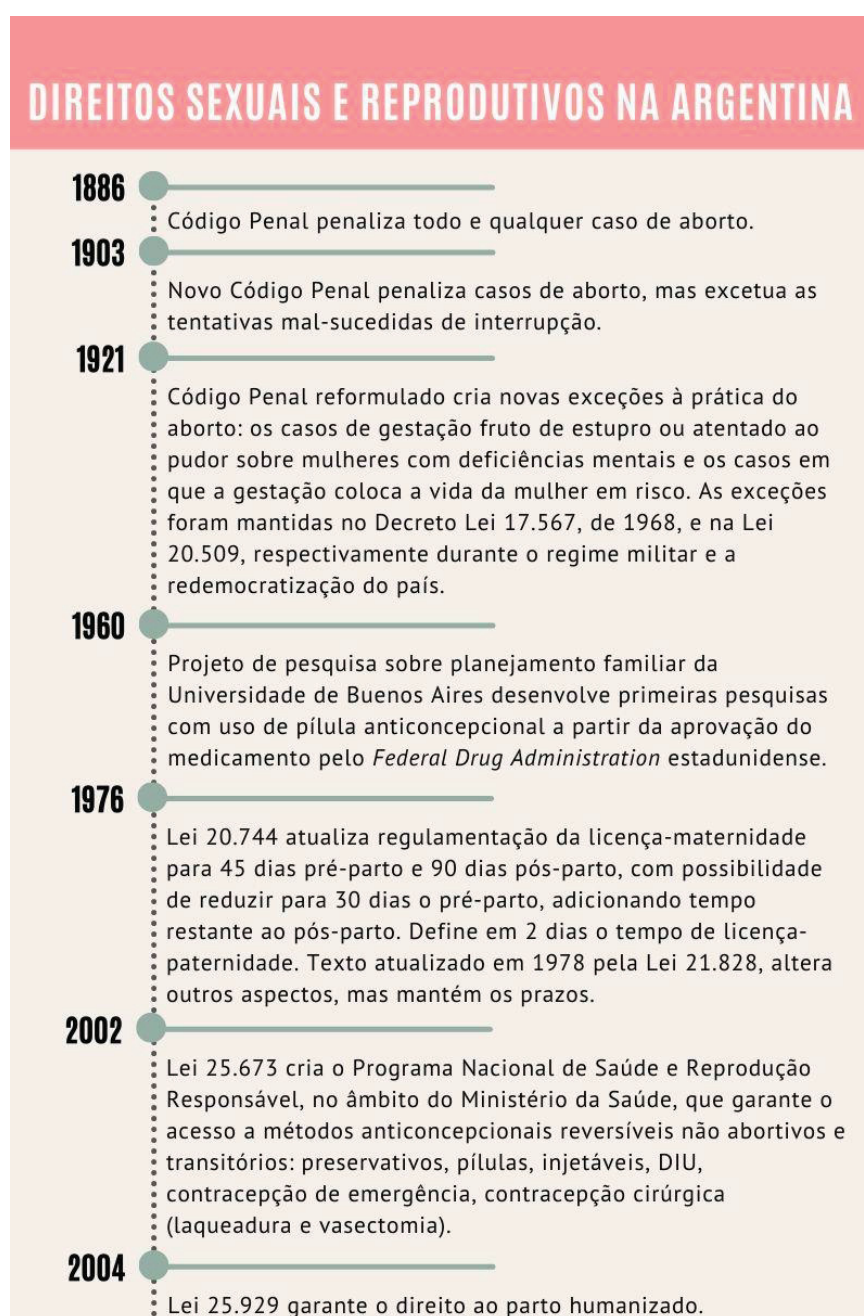 DIREITOS SEXUAIS E REPRODUTIVOS NA ARGENTINA
1886
Código Penal penaliza todo e qualquer caso de aborto.
1903
Novo Código Penal penaliza casos de aborto, mas excetua as
tentativas mal-sucedidas de interrupção.
1921
Código Penal reformulado cria novas exceções à prática do
aborto: os casos de gestação fruto de estupro ou atentado ao
pudor sobre mulheres com deficiências mentais e os casos em
que a gestação coloca a vida da mulher em risco. As exceções
foram mantidas no Decreto Lei 17.567, de 1968, e na Lei
20.509, respectivamente durante o regime militar e a
redemocratização do país.
1960
Projeto de pesquisa sobre planejamento familiar da
Universidade de Buenos Aires desenvolve primeiras pesquisas
com uso de pílula anticoncepcional a partir da aprovação do
medicamento pelo Federal Drug Administration estadunidense.
1976
Lei 20.744 atualiza regulamentação da licença-maternidade
para 45 dias pré-parto e 90 dias pós-parto, com possibilidade
de reduzir para 30 dias o pré-parto, adicionando tempo
restante ao pós-parto. Define em 2 dias o tempo de licença-
paternidade. Texto atualizado em 1978 pela Lei 21.828, altera
outros aspectos, mas mantém os prazos.
2002
Lei 25.673 cria o Programa Nacional de Saúde e Reprodução
Responsável, no âmbito do Ministério da Saúde, que garante o
acesso a métodos anticoncepcionais reversíveis não abortivos e
transitórios: preservativos, pílulas, injetáveis, DIU,
contracepção de emergência, contracepção cirúrgica
(laqueadura e vasectomia).
2004
Lei 25.929 garante o direito ao parto humanizado.